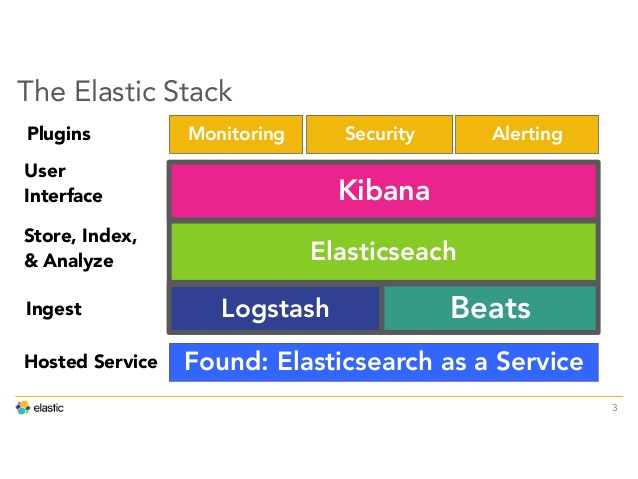 The Elastic Stack
Plugins Monitoring Security Alerting
User
Interface
Kibana
Store, Index,
& Analyze
Elasticseach
Ingest Logstash Beats
Hosted Service Found: Elasticsearch as a Service
elastic 3